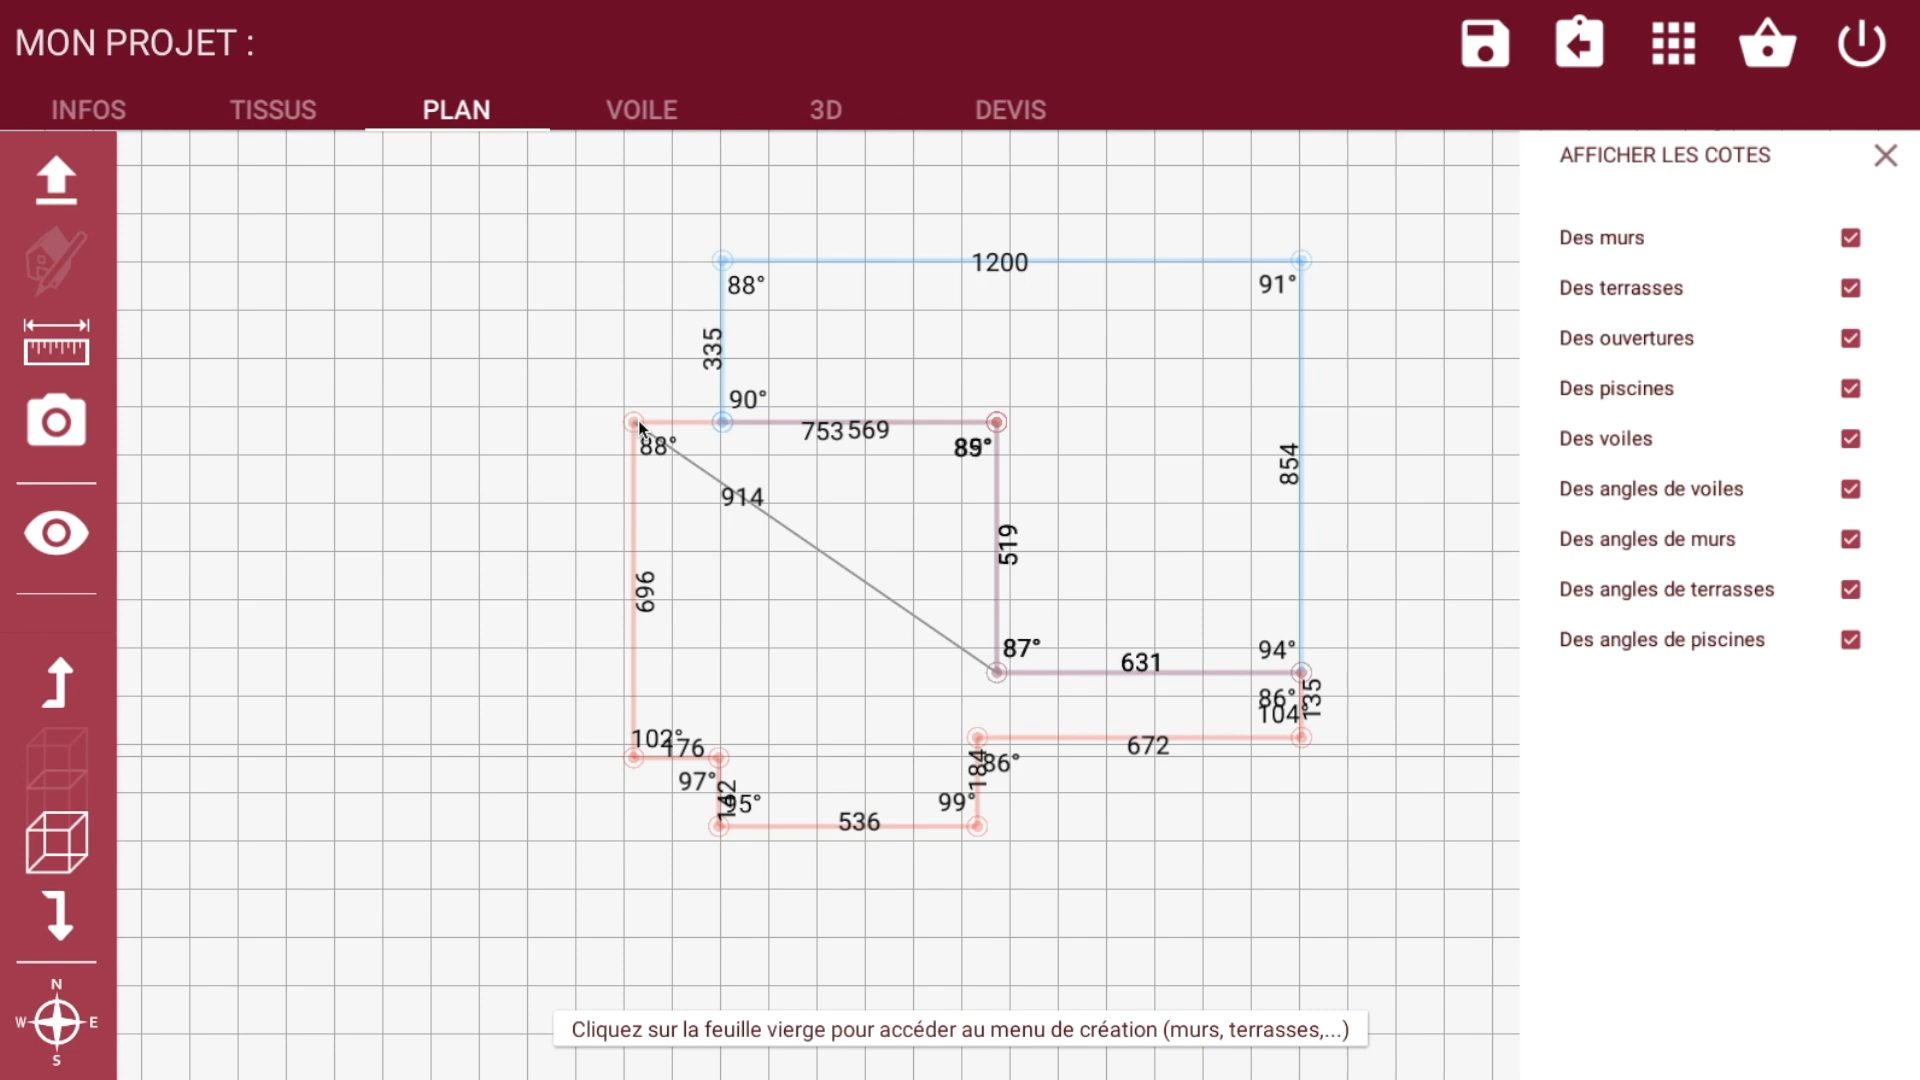 MON PROJET :
INFOS
TISSUS
PLAN
VOILE
3D
DEVIS
AFFICHER LES COTES
Des murs
Des terrasses
Des ouvertures
Des piscines
Des voiles
Des angles de voiles
Des angles de murs
Des angles de terrasses
Des angles de piscines
1200
88°
91°
335
90°
753
569
88°
914
854
519
696
87°
94°
631
86°
135
104°
102°
176
672
184
86°
97°
142
95°
99°
536
N
W
E
S
Cliquez sur la feuille vierge pour accéder au menu de création (murs, terrasses,...)